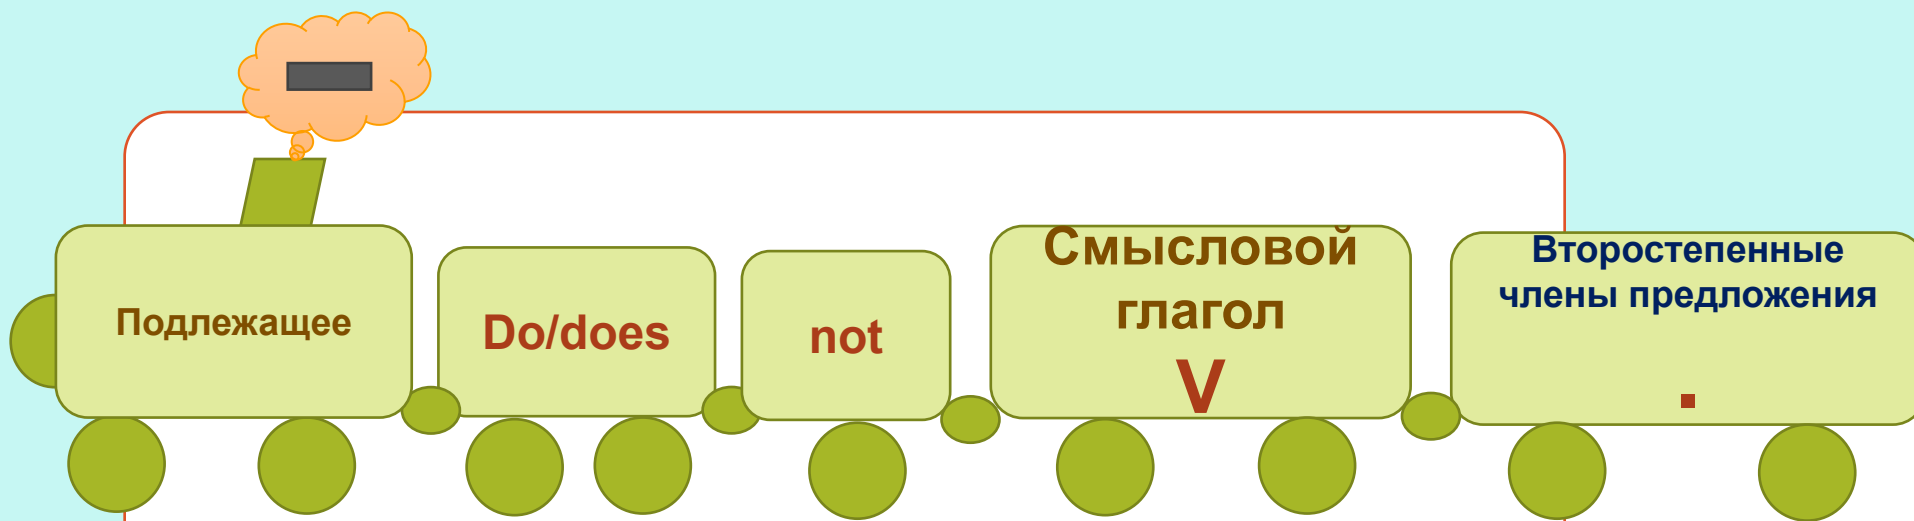 Подлежащее
Do/does
not
Смысловой
глагол
V
Второстепенные
члены предложения
.